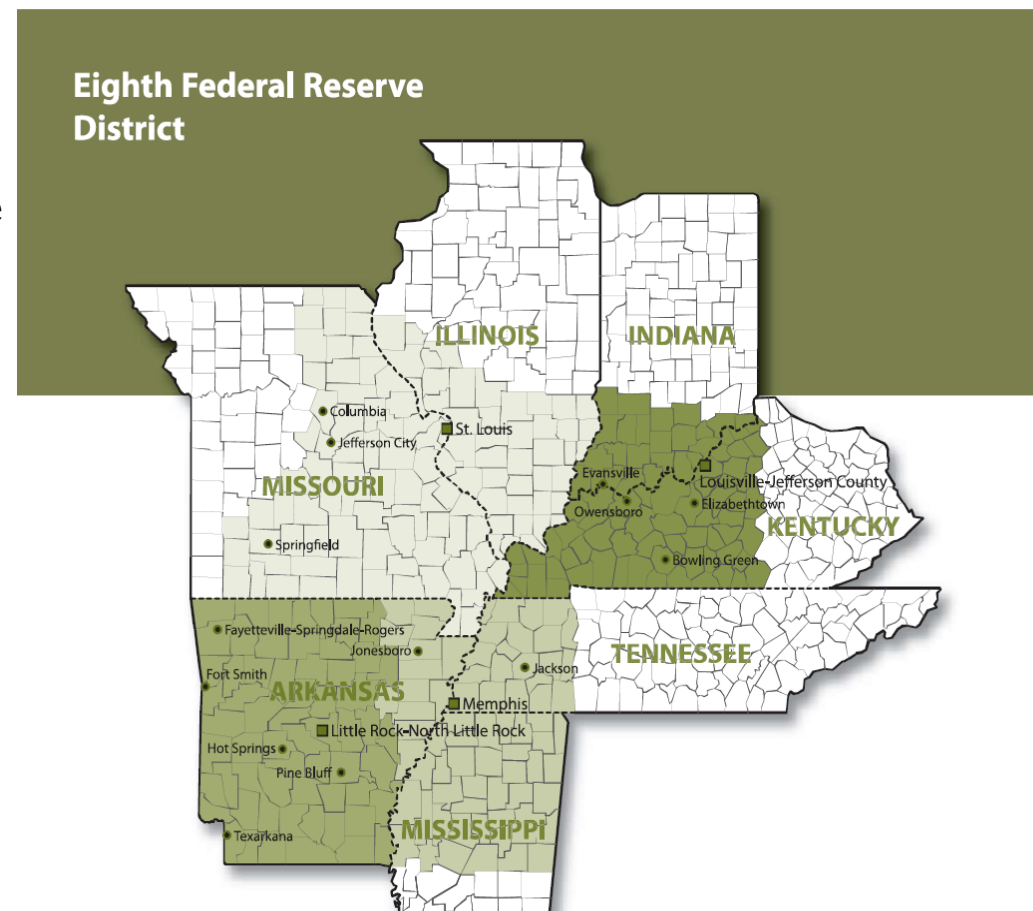 Eighth Federal Reserve
District
e
ILLINOIS
INDIANA
Columbia
St. Louis
Jefferson City
Evansville
Louisville-Jefferson County
MISSOURI
Owensboro
Elizabethtown
KENTUCKY
Springfield
Bowling Green
Fayetteville-Springdale-Rogers
Jonesboro
TENNESSEE
Jackson
Fort Smith
ARKANSAS
Memphis
Little Rock-North Little Rock
Hot Springs
Pine Bluff
MISSISSIPPI
Texarkana